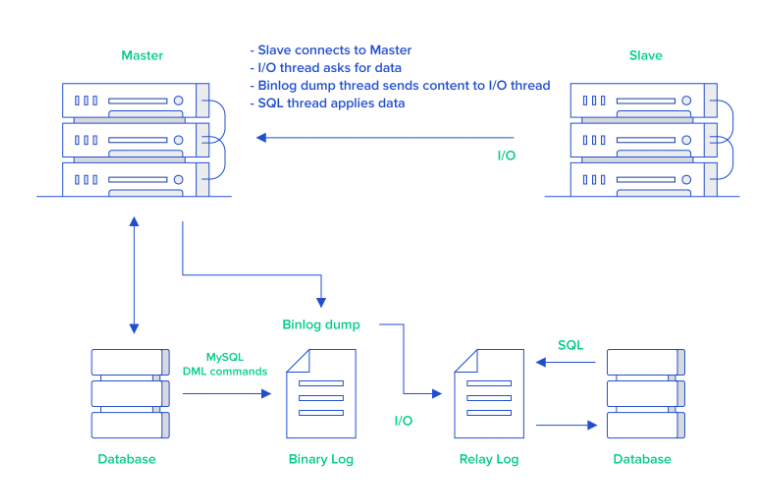 Master
- Slave connects to Master
- I/O thread asks for data
- Binlog dump thread sends content to I/O thread
- SQL thread applies data
Slave
I/O
Binlog dump
MySQL
DML commands
SQL
I/O
Database
Binary Log
Relay Log
Database